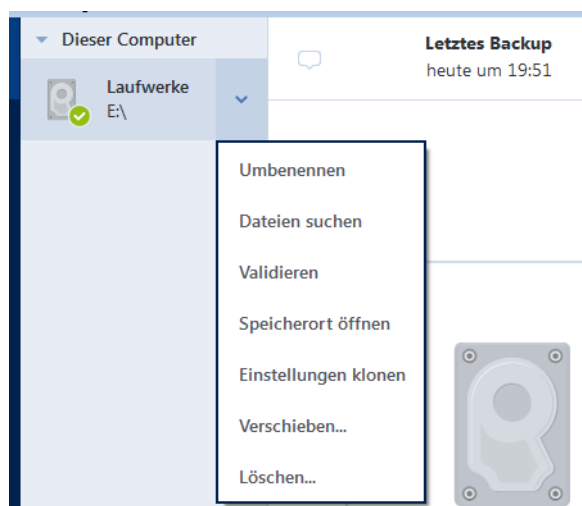 Dieser Computer
Laufwerke
E:\
Letztes Backup
heute um 19:51
Umbenennen
Dateien suchen
Validieren
Speicherort öffnen
Einstellungen klonen
Verschieben...
Löschen...